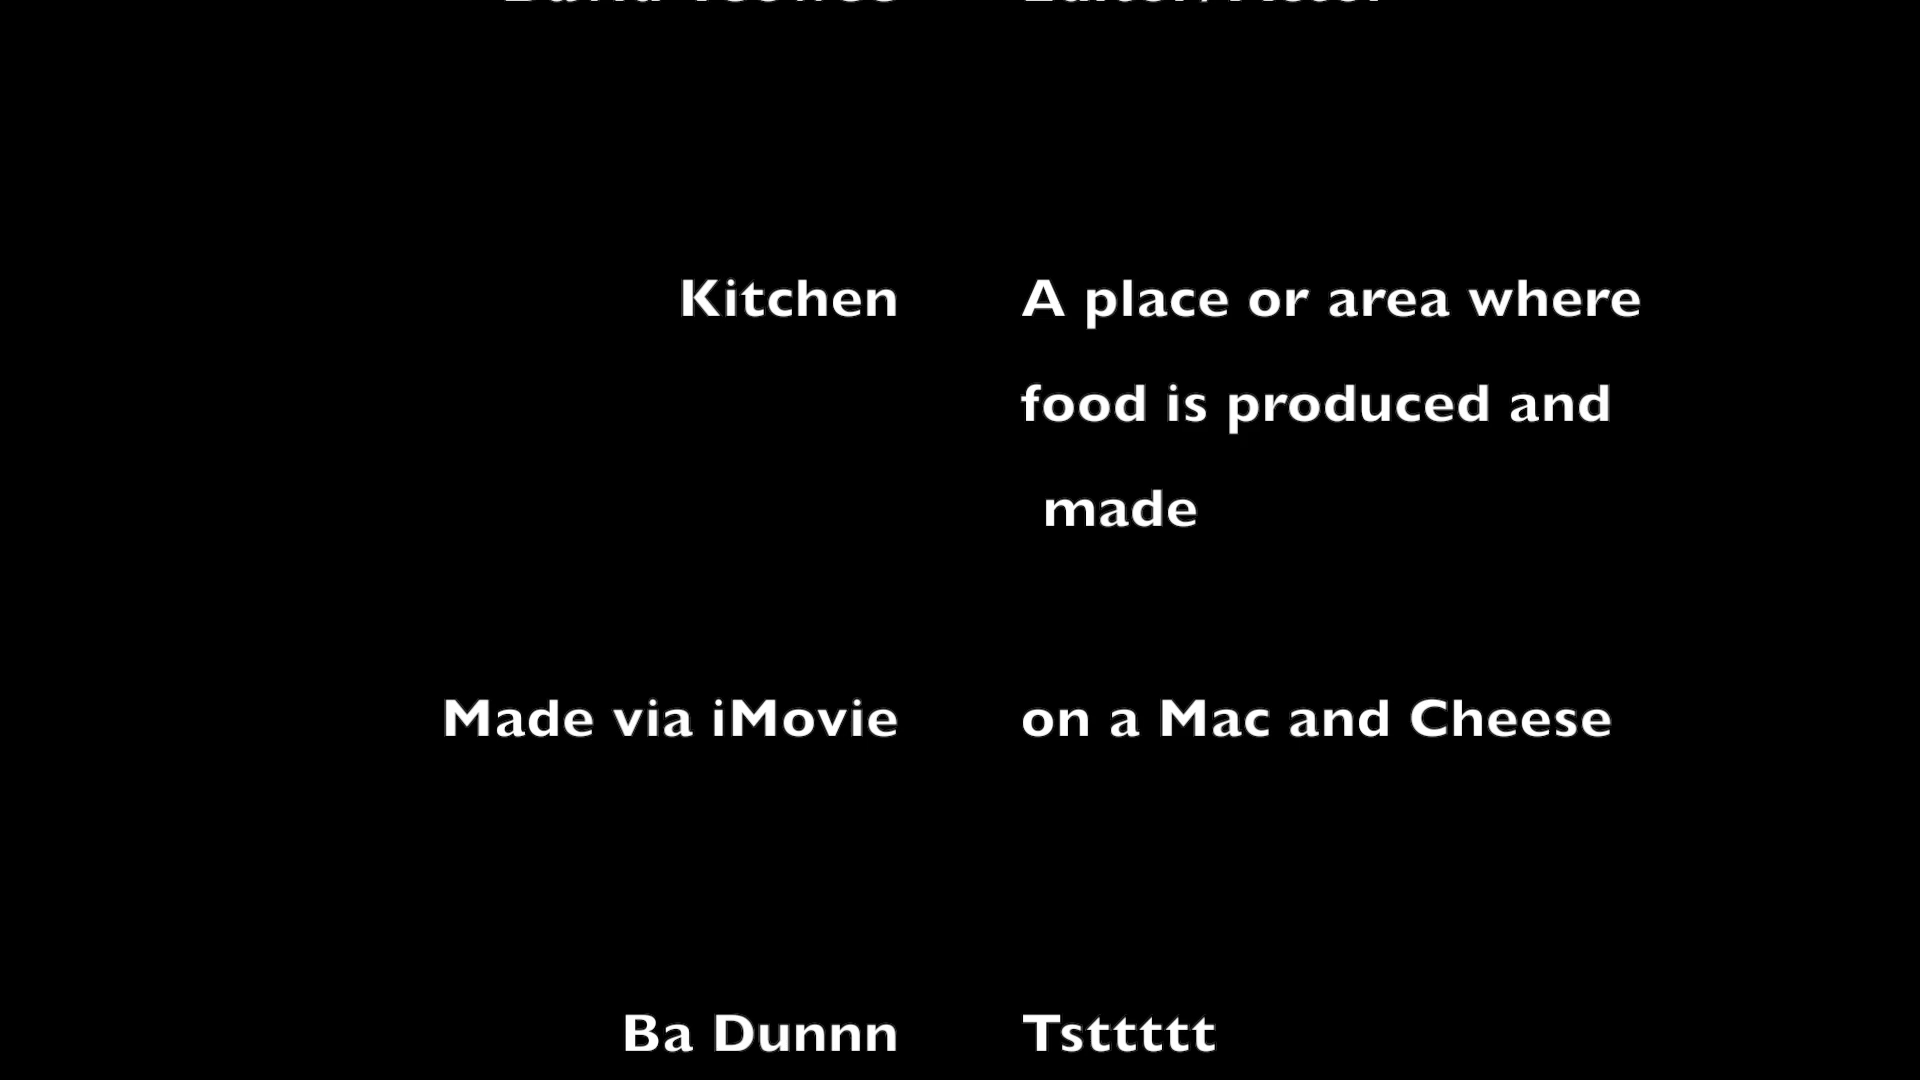 Kitchen A place or area where
food is produced and
made
Made via iMovie on a Mac and Cheese
Ba Dunnn Tsttttt